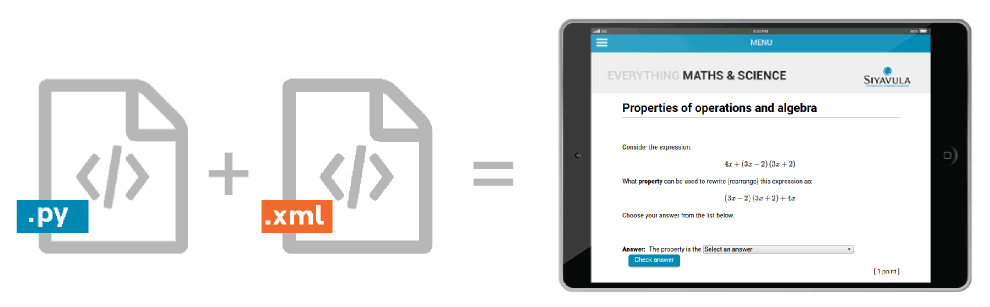 .py
.xml
MENU
EVERYTHING MATHS & SCIENCE
SIYAVULA
Properties of operations and algebra
Consider the expression:
4x + (3x − 2) (3x + 2)
What property can be used to rewrite (rearrange) this expression as:
(3x − 2) (3x + 2) + 4x
Choose your answer from the list below.
Answer: The property is the Select an answer
Check answer
[ 1 point ]